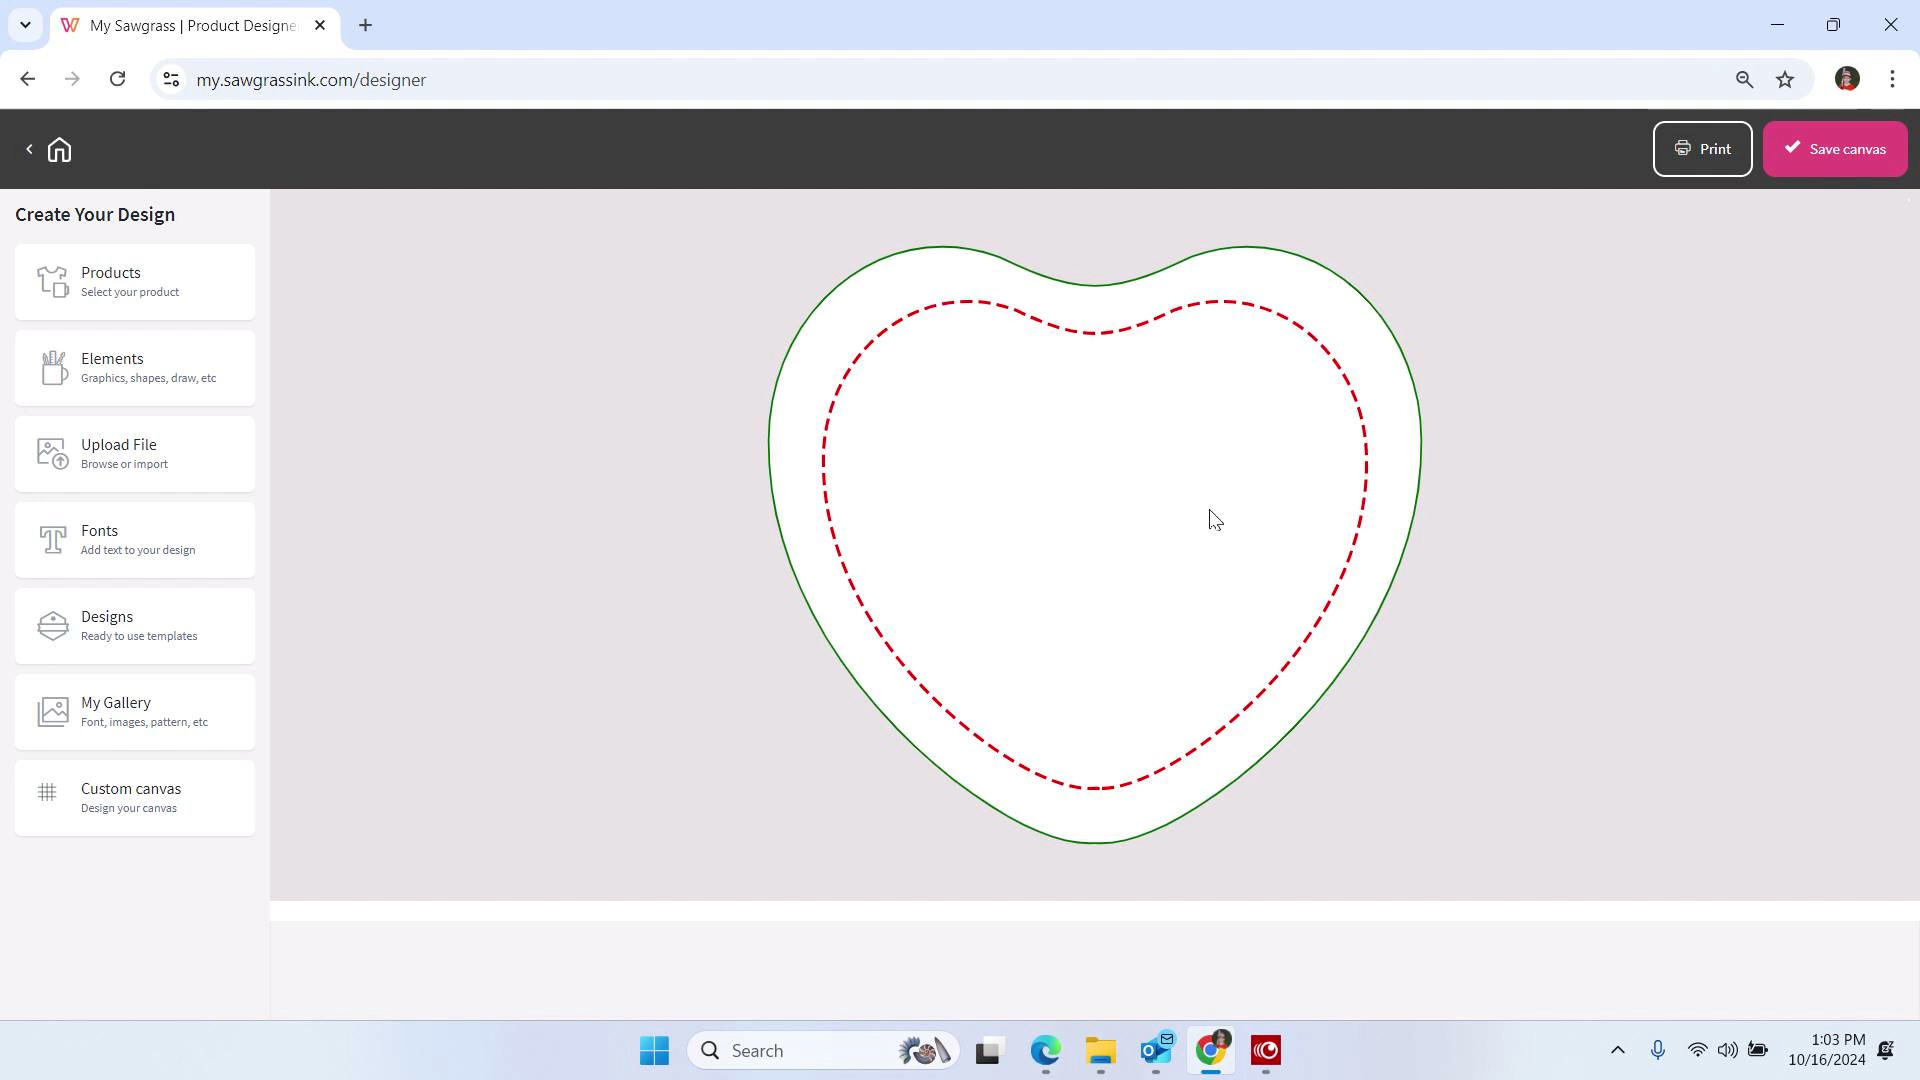 My Sawgrass | Product Designe
my.sawgrassink.com/designer
Print
Save canvas
Create Your Design
Products
Select your product
Elements
Graphics, shapes, draw, etc
Upload File
Browse or import
Fonts
Add text to your design
Designs
Ready to use templates
My Gallery
Font, images, pattern, etc
Custom canvas
Design your canvas
Search
1:03 PM
10/16/2024